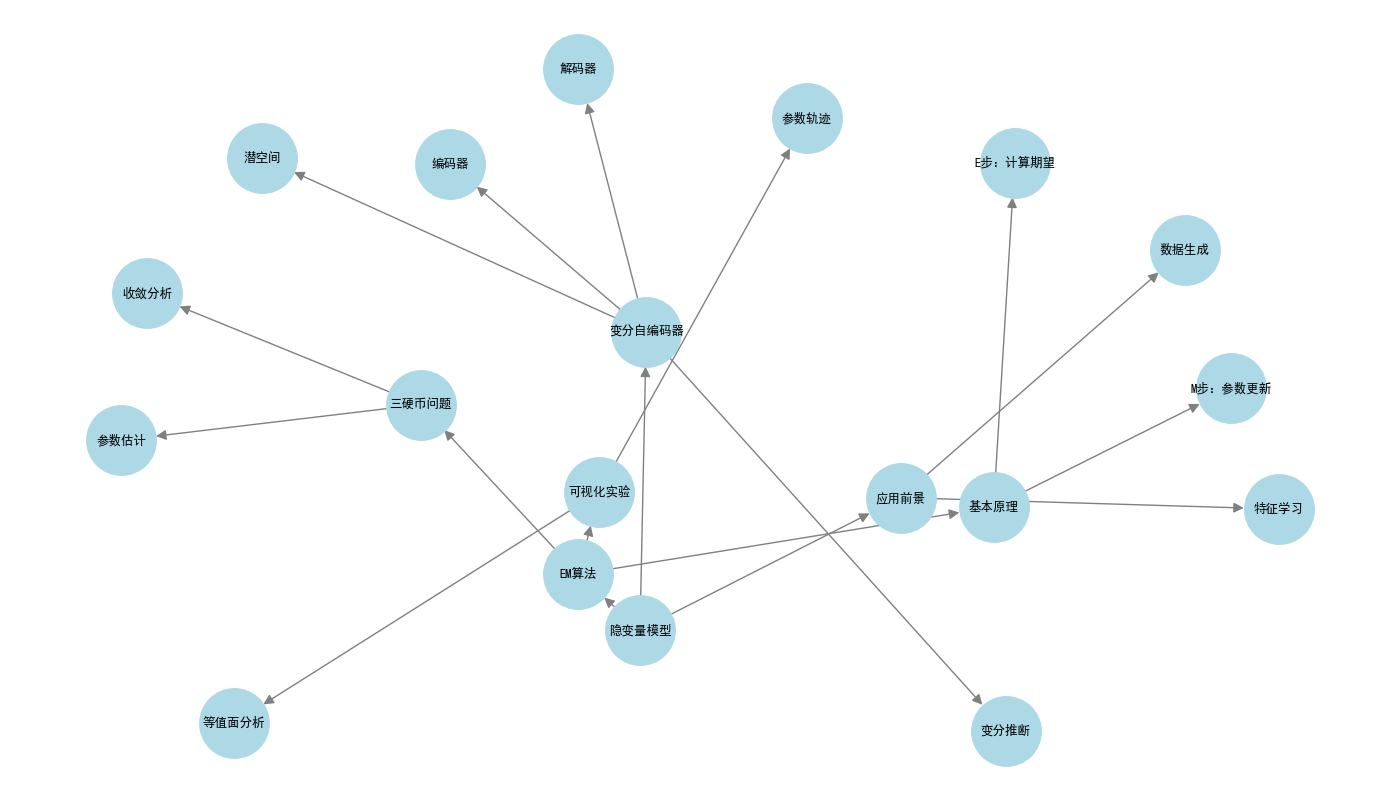 解码器
参数轨迹
潜空间
编码器
E步: 计算期望
数据生成
收敛分析
变分自编码器
M步: 参数更新
三硬币问题
参数估计
可视化实验
应用前景
基本原理
特征学习
EM算法
隐变量模型
等值面分析
变分推断